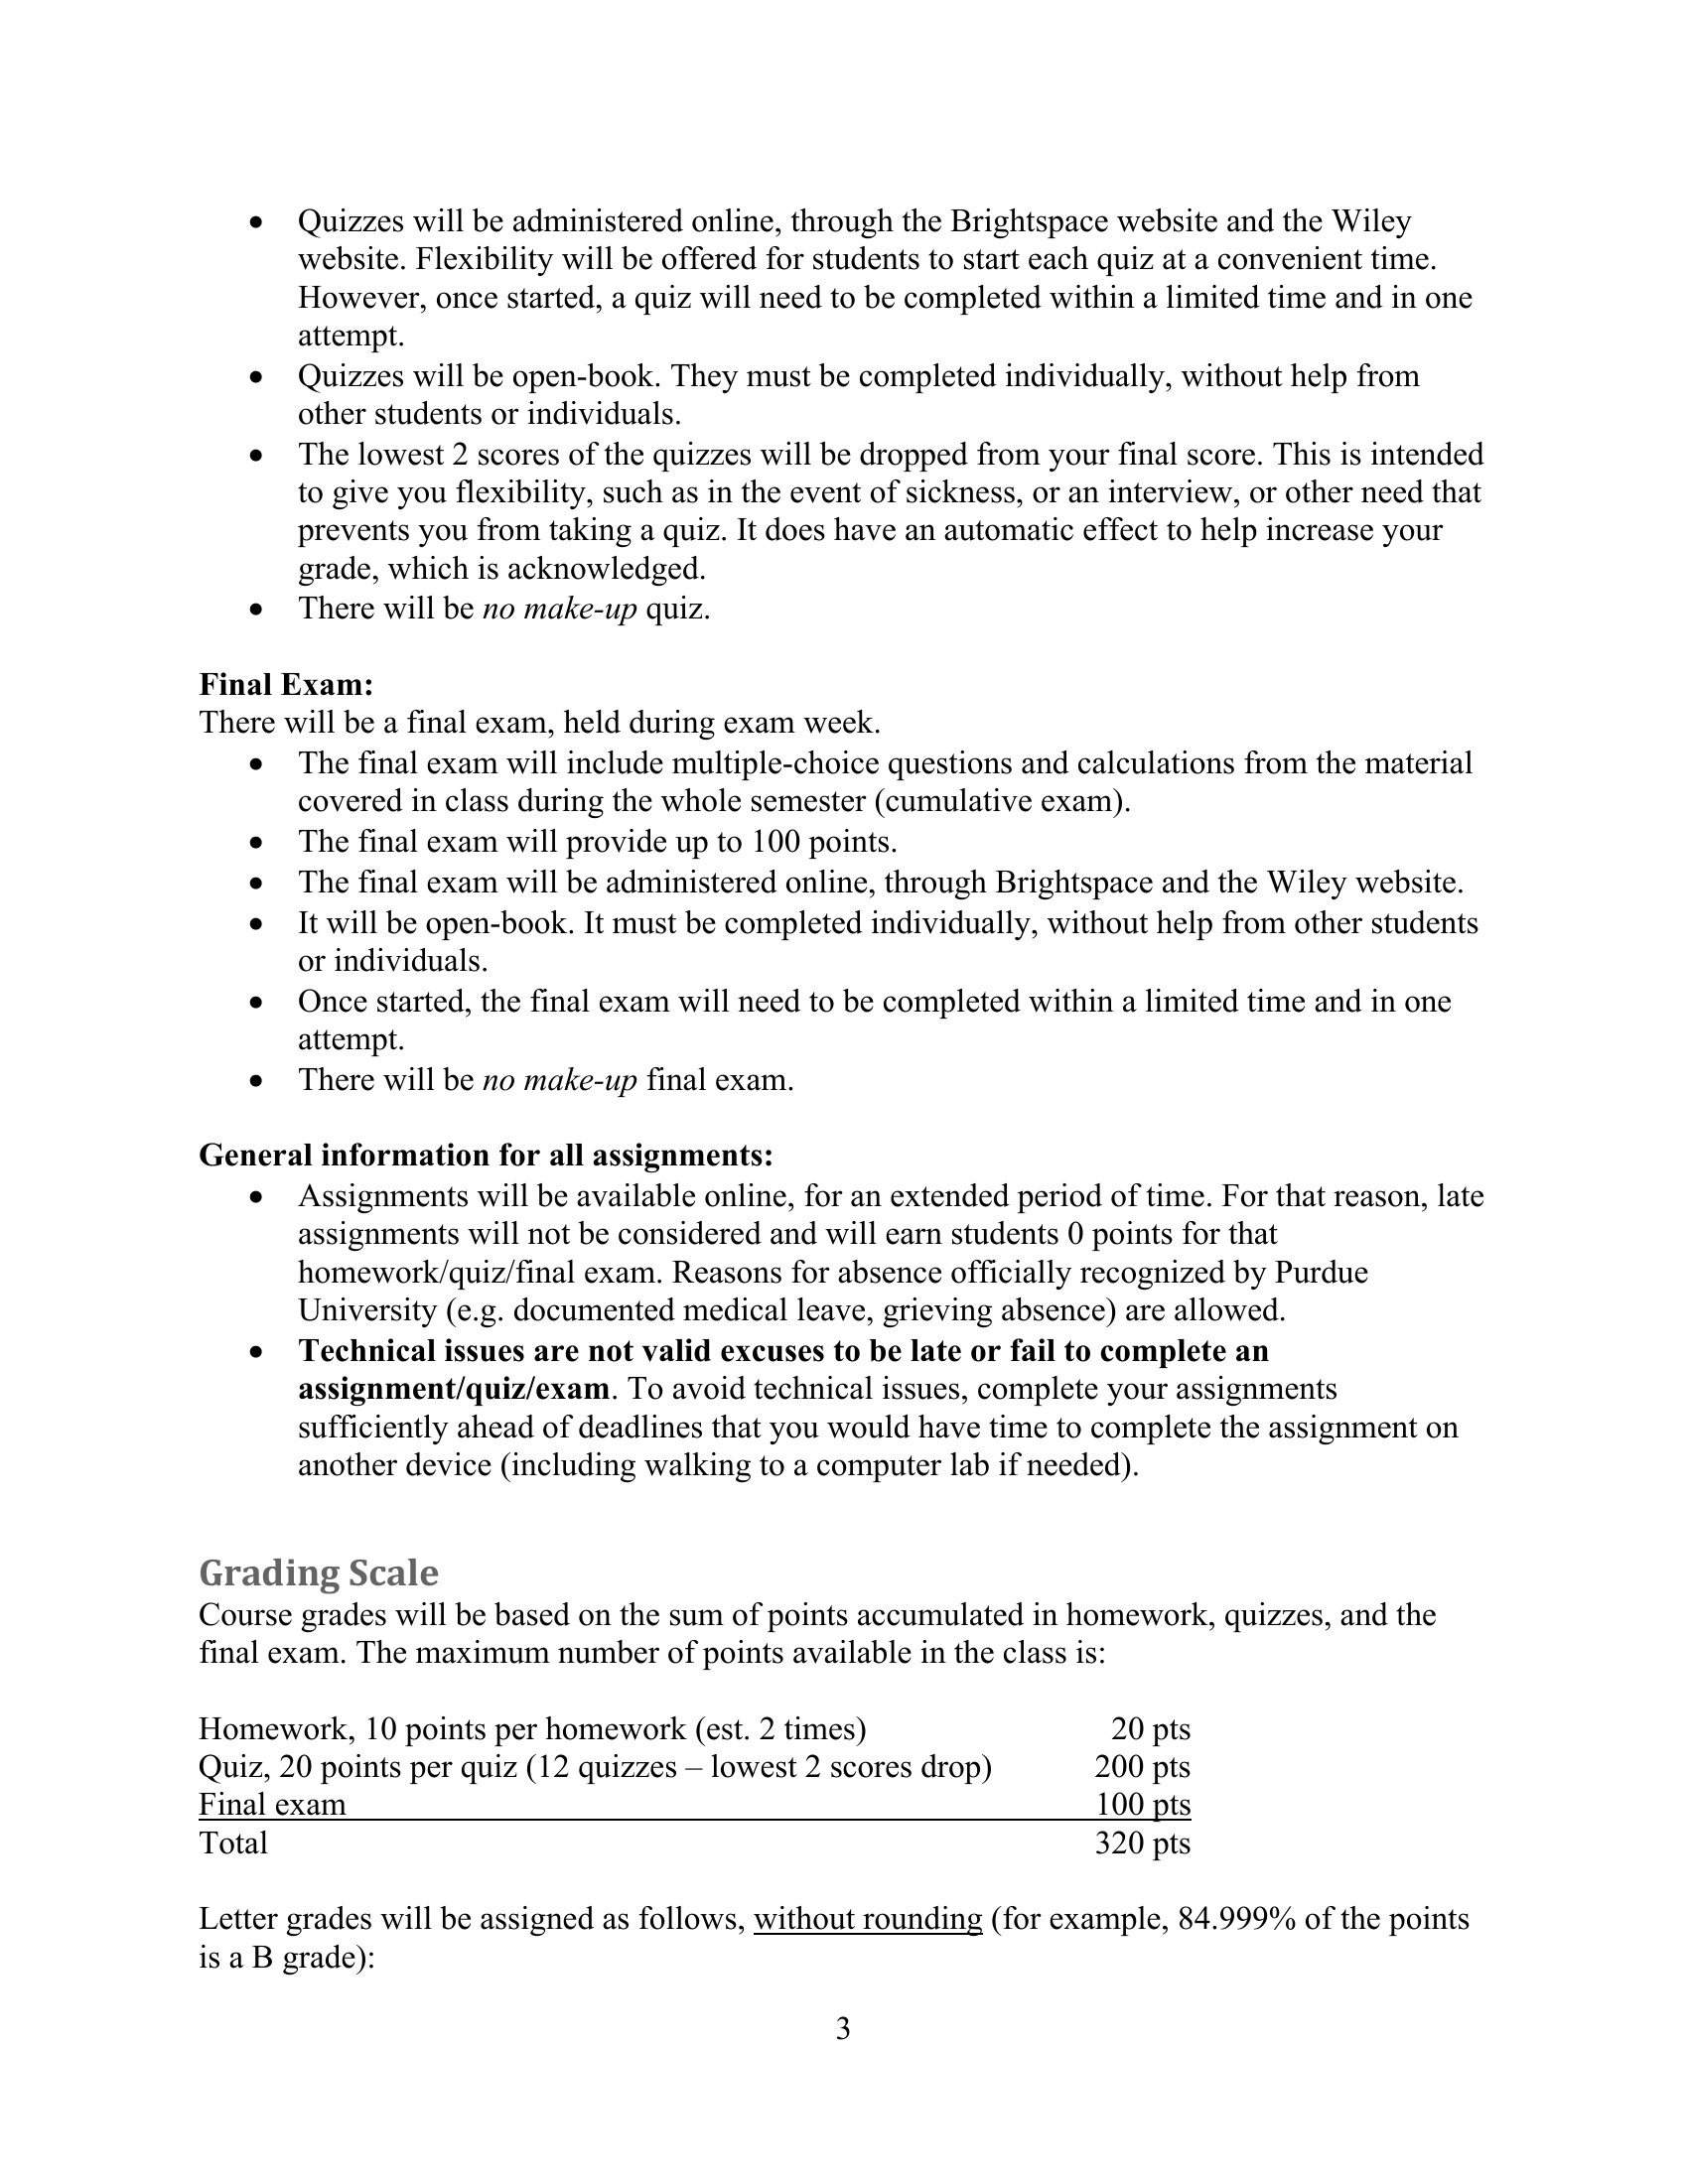 • Quizzes will be administered online, through the Brightspace website and the Wiley
website. Flexibility will be offered for students to start each quiz at a convenient time.
However, once started, a quiz will need to be completed within a limited time and in one
attempt.
• Quizzes will be open-book. They must be completed individually, without help from
other students or individuals.
• The lowest 2 scores of the quizzes will be dropped from your final score. This is intended
to give you flexibility, such as in the event of sickness, or an interview, or other need that
prevents you from taking a quiz. It does have an automatic effect to help increase your
grade, which is acknowledged.
• There will be no make-up quiz.
Final Exam:
There will be a final exam, held during exam week.
• The final exam will include multiple-choice questions and calculations from the material
covered in class during the whole semester (cumulative exam).
• The final exam will provide up to 100 points.
• The final exam will be administered online, through Brightspace and the Wiley website.
• It will be open-book. It must be completed individually, without help from other students
or individuals.
• Once started, the final exam will need to be completed within a limited time and in one
attempt.
• There will be no make-up final exam.
General information for all assignments:
• Assignments will be available online, for an extended period of time. For that reason, late
assignments will not be considered and will earn students 0 points for that
homework/quiz/final exam. Reasons for absence officially recognized by Purdue
University (e.g. documented medical leave, grieving absence) are allowed.
• Technical issues are not valid excuses to be late or fail to complete an
assignment/quiz/exam. To avoid technical issues, complete your assignments
sufficiently ahead of deadlines that you would have time to complete the assignment on
another device (including walking to a computer lab if needed).
Grading Scale
Course grades will be based on the sum of points accumulated in homework, quizzes, and the
final exam. The maximum number of points available in the class is:
Homework, 10 points per homework (est. 2 times) 20 pts
Quiz, 20 points per quiz (12 quizzes – lowest 2 scores drop) 200 pts
Final exam 100 pts
Total 320 pts
Letter grades will be assigned as follows, without rounding (for example, 84.999% of the points
is a B grade):
3